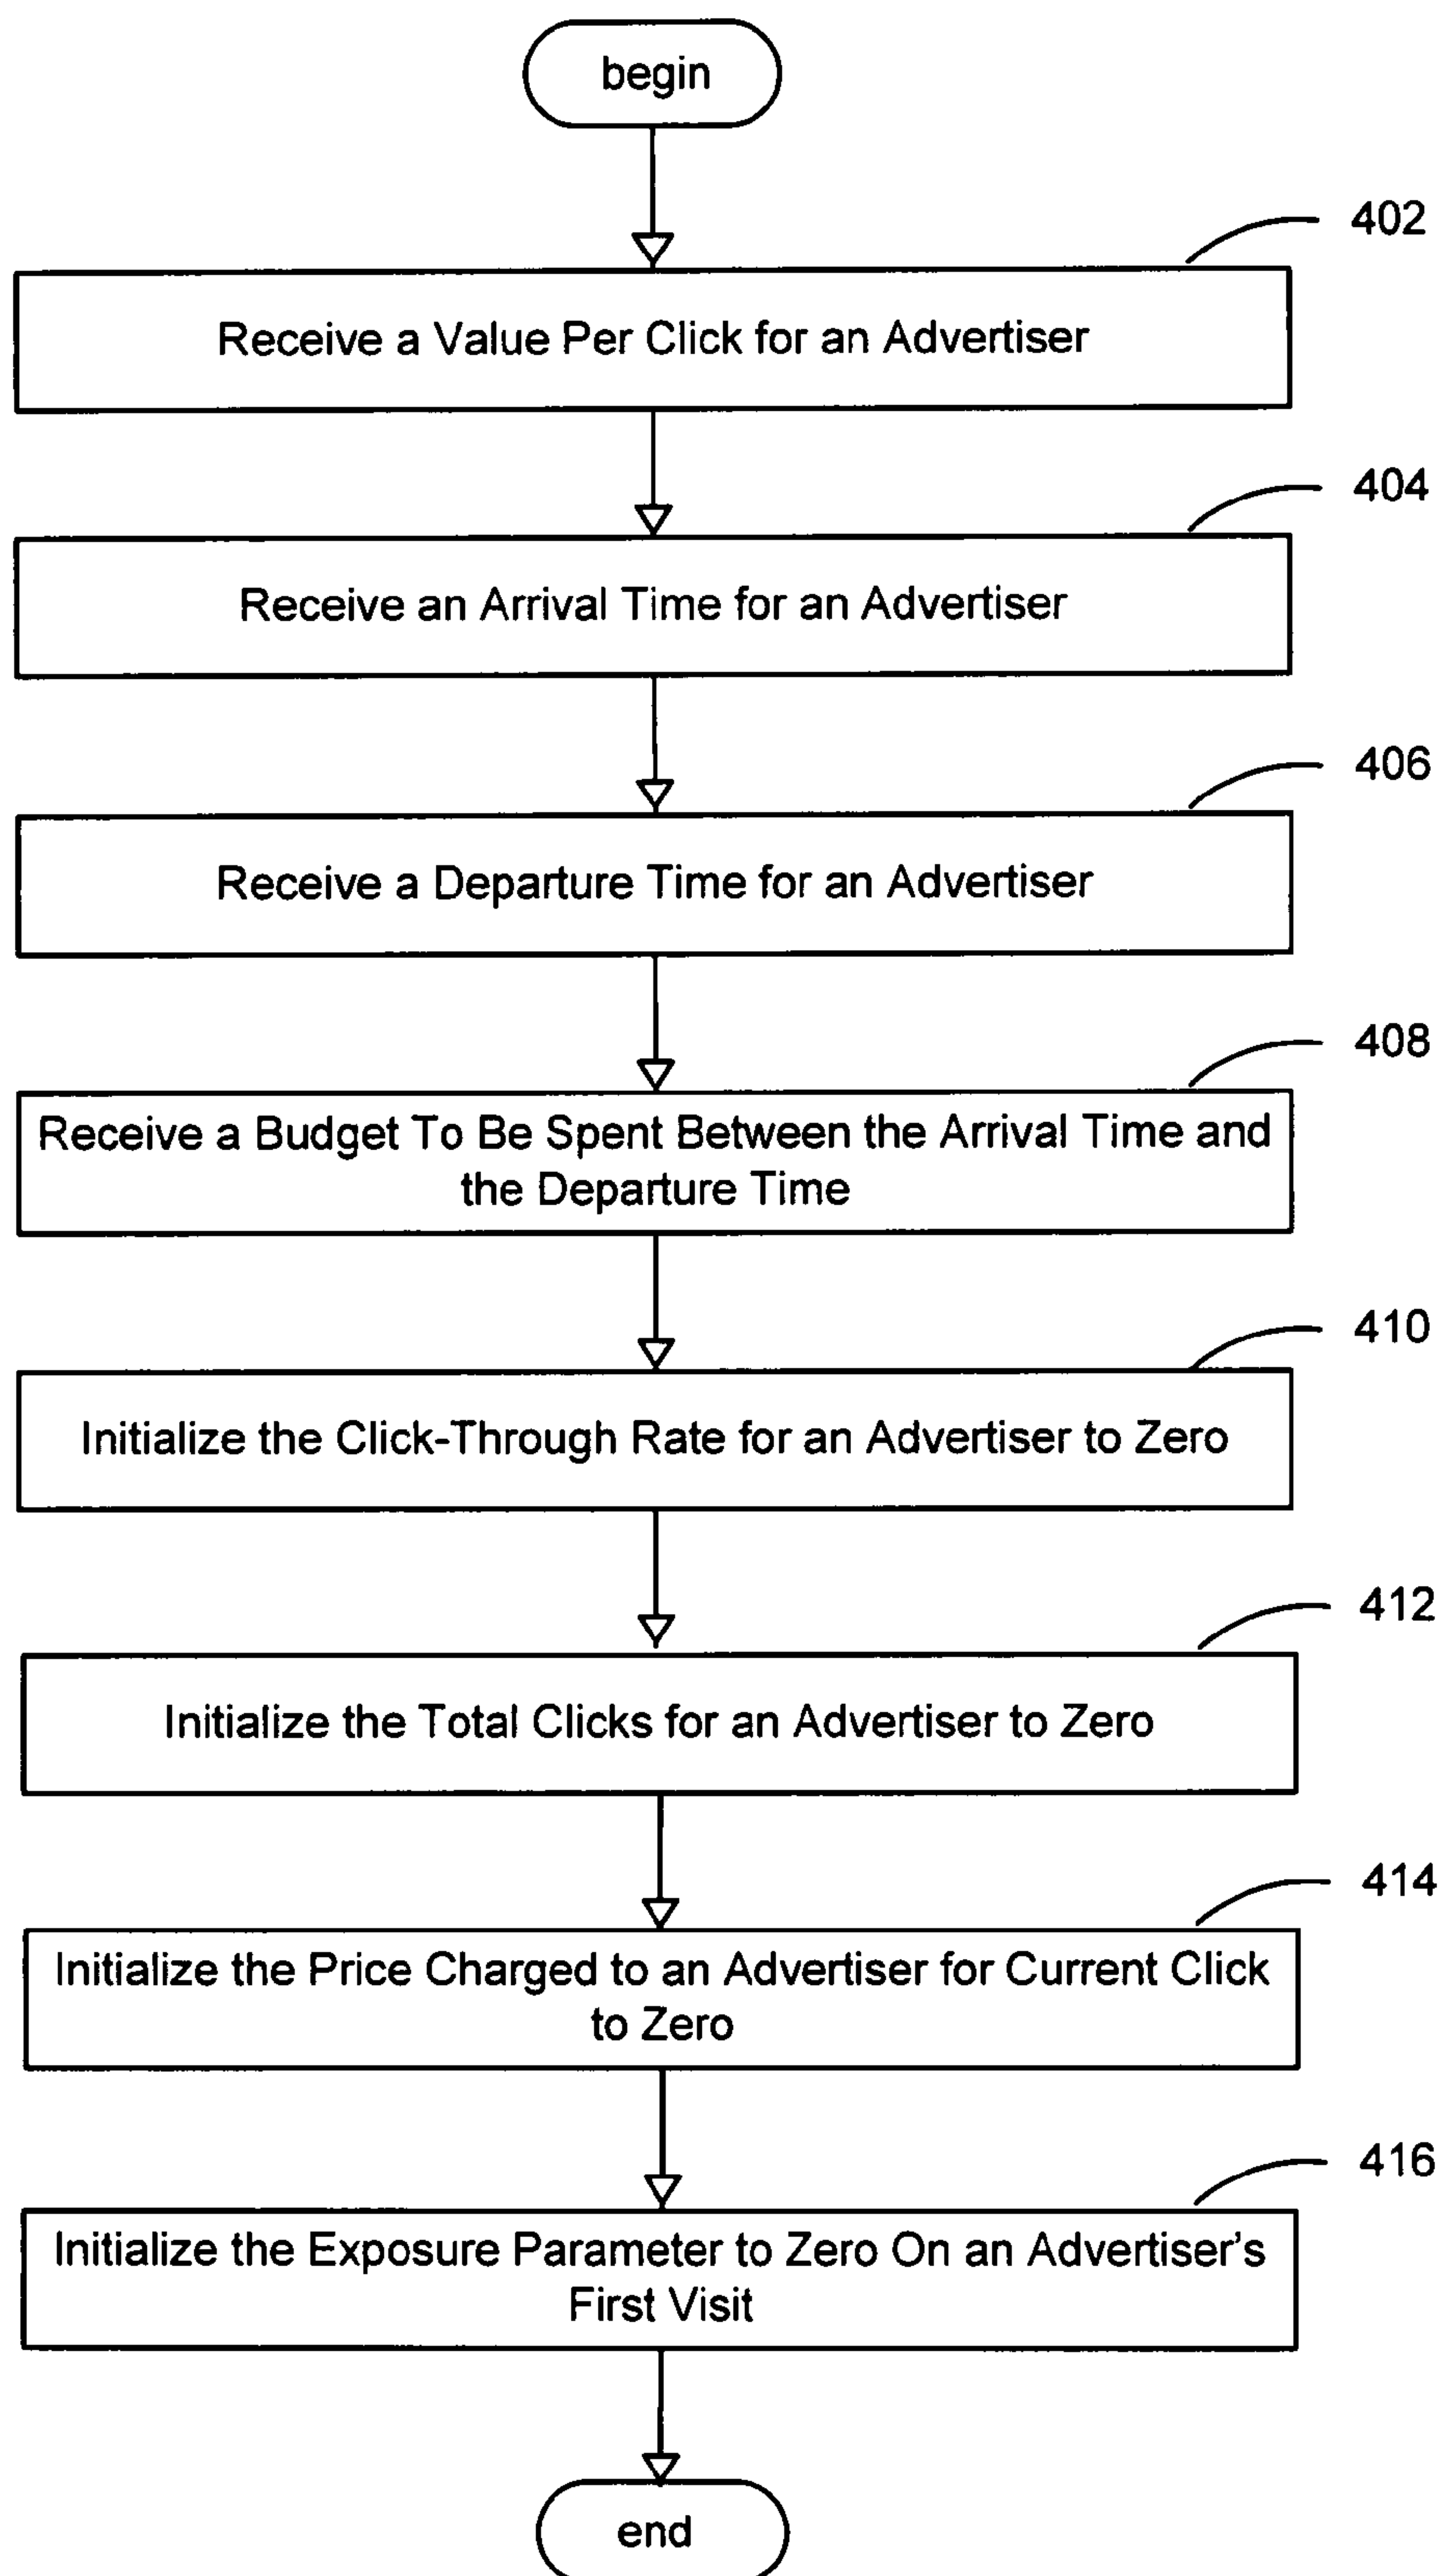 begin
402
Receive a Value Per Click for an Advertiser
404
Receive an Arrival Time for an Advertiser
406
Receive a Departure Time for an Advertiser
408
Receive a Budget To Be Spent Between the Arrival Time and
the Departure Time
410
Initialize the Click-Through Rate for an Advertiser to Zero
412
Initialize the Total Clicks for an Advertiser to Zero
414
Initialize the Price Charged to an Advertiser for Current Click
to Zero
416
Initialize the Exposure Parameter to Zero On an Advertiser's
First Visit
end